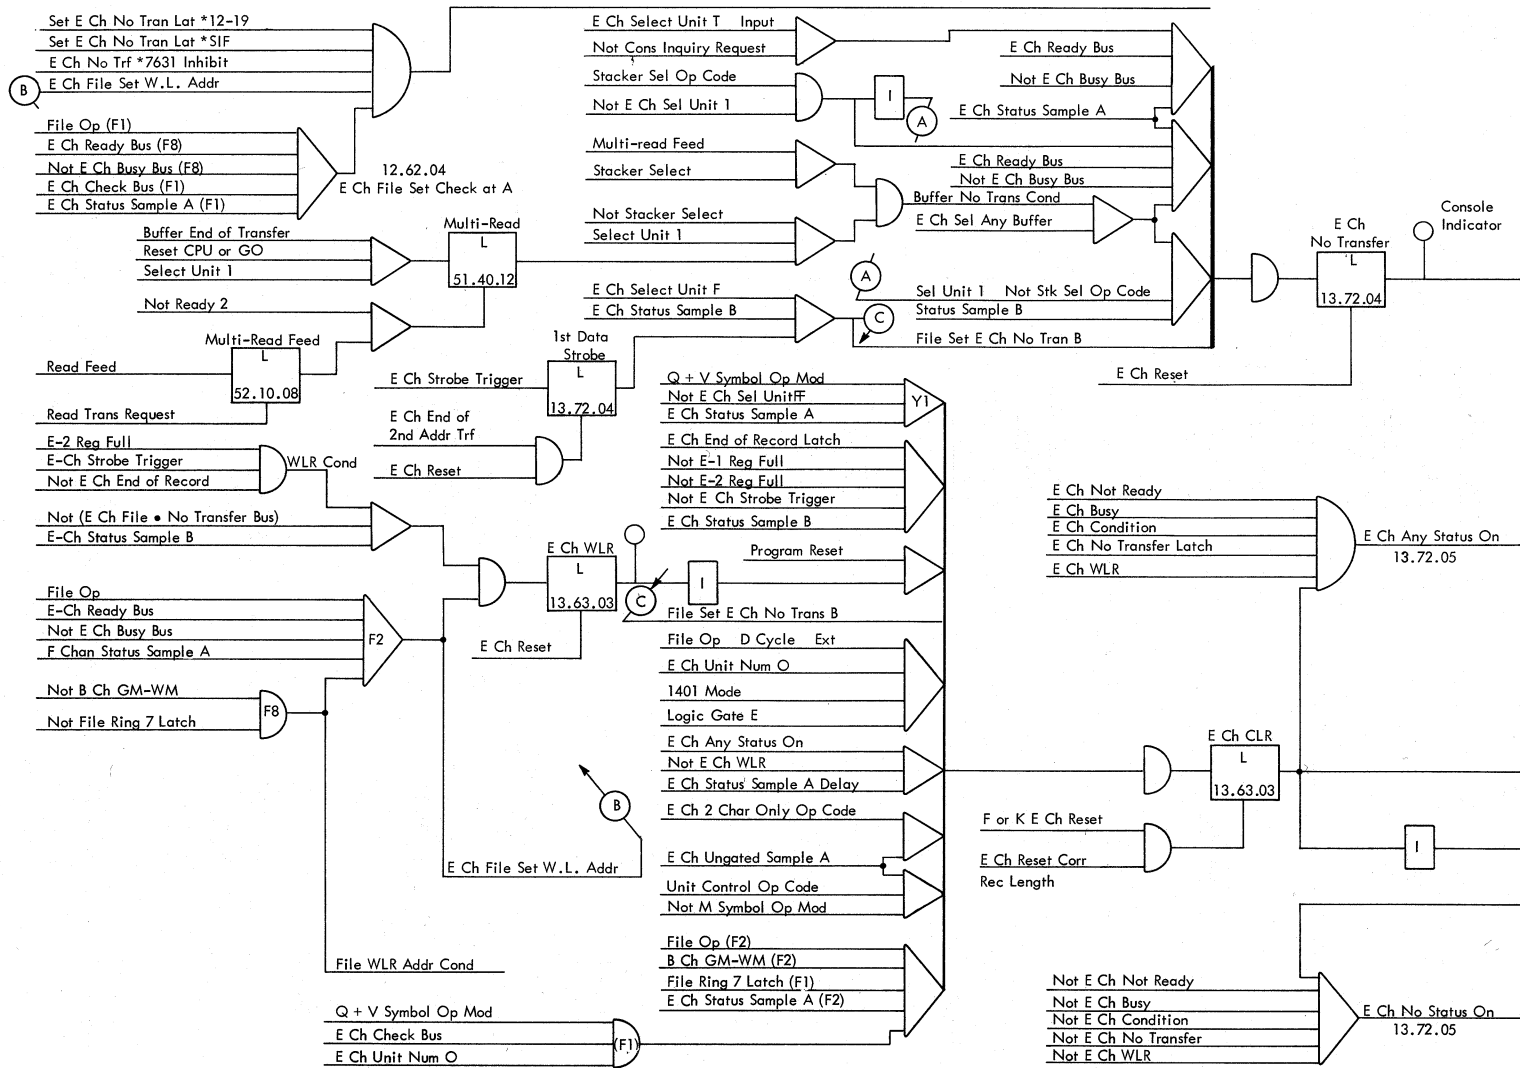 Set E Ch No Tran Lat *12-19
Set E Ch No Tran Lat *SIF
E Ch No Trf *7631 Inhibit
E Ch File Set W.L. Addr
B
File Op (F1)
E Ch Ready Bus (F8)
Not E Ch Busy Bus (F8)
E Ch Check Bus (F1)
E Ch Status Sample A (F1)
12.62.04
E Ch File Set Check at A
Buffer End of Transfer
Reset CPU or GO
Select Unit 1
Multi-Read
L
51.40.12
Not Ready 2
Multi-Read Feed
L
52.10.08
Read Feed
Read Trans Request
E Ch Select Unit T Input
Not Cons Inquiry Request
Stacker Sel Op Code
Not E Ch Sel Unit 1
I
A
Multi-read Feed
Stacker Select
Not Stacker Select
Select Unit 1
E Ch Select Unit F
E Ch Status Sample B
C
A
E Ch Ready Bus
Not E Ch Busy Bus
E Ch Status Sample A
E Ch Ready Bus
Not E Ch Busy Bus
Buffer No Trans Cond
E Ch Sel Any Buffer
Sel Unit 1 Not Stk Sel Op Code
Status Sample B
File Set E Ch No Tran B
E Ch
No Transfer
L
13.72.04
Console
Indicator
E Ch Reset
1st Data
Strobe
L
13.72.04
E Ch Strobe Trigger
E Ch End of
2nd Addr Trf
E Ch Reset
E-2 Reg Full
E-Ch Strobe Trigger
Not E Ch End of Record
WLR Cond
Not (E Ch File • No Transfer Bus)
E-Ch Status Sample B
E Ch WLR
L
13.63.03
I
C
E Ch Reset
File Op
E-Ch Ready Bus
Not E Ch Busy Bus
F Chan Status Sample A
F2
Not B Ch GM-WM
Not File Ring 7 Latch
F8
B
E Ch File Set W.L. Addr
File WLR Addr Cond
Q + V Symbol Op Mod
E Ch Check Bus
E Ch Unit Num O
(F1)
Q + V Symbol Op Mod
Not E Ch Sel UnitFF
E Ch Status Sample A
Y1
E Ch End of Record Latch
Not E-1 Reg Full
Not E-2 Reg Full
Not E Ch Strobe Trigger
E Ch Status Sample B
Program Reset
File Set E Ch No Trans B
File Op D Cycle Ext
E Ch Unit Num O
1401 Mode
Logic Gate E
E Ch Any Status On
Not E Ch WLR
E Ch Status Sample A Delay
E Ch 2 Char Only Op Code
E Ch Ungated Sample A
Unit Control Op Code
Not M Symbol Op Mod
File Op (F2)
B Ch GM-WM (F2)
File Ring 7 Latch (F1)
E Ch Status Sample A (F2)
E Ch Not Ready
E Ch Busy
E Ch Condition
E Ch No Transfer Latch
E Ch WLR
E Ch Any Status On
13.72.05
E Ch CLR
L
13.63.03
F or K E Ch Reset
E Ch Reset Corr
Rec Length
I
Not E Ch Not Ready
Not E Ch Busy
Not E Ch Condition
Not E Ch No Transfer
Not E Ch WLR
E Ch No Status On
13.72.05